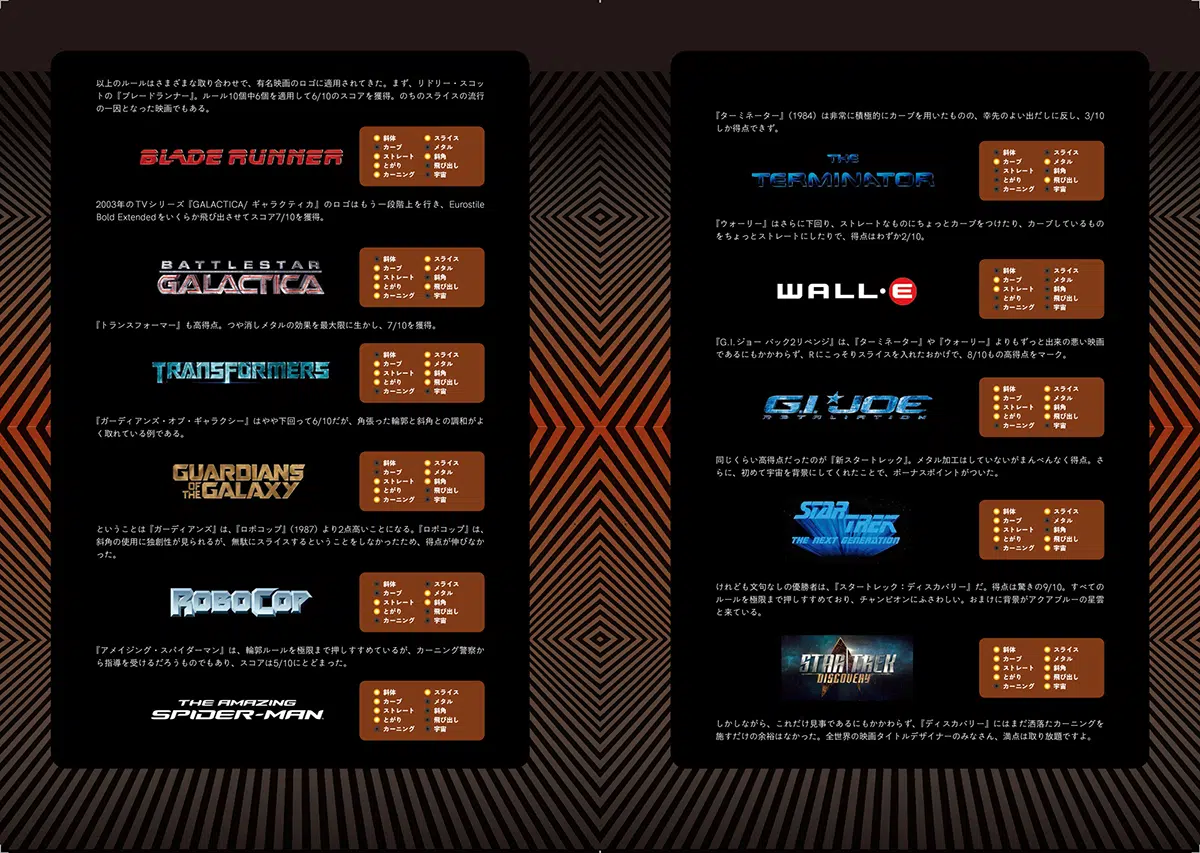 以上のルールはさまざまな取り合わせで、有名映画のロゴに適用されてきた。まず、リドリー・スコッ
トの『ブレードランナー』。ルール10個中6個を適用して6/10のスコアを獲得。のちのスライスの流行
の一因となった映画でもある。
BLADE RUNNER
斜体 スライス
カーブ メタル
ストレート 斜角
とがり 飛び出し
カーニング 宇宙
2003年のTVシリーズ『GALACTICA/ ギャラクティカ』のロゴはもう一段階上を行き、Eurostile
Bold Extendedをいくらか飛び出させてスコア7/10を獲得。
BATTLESTAR
GALACTICA
斜体 スライス
カーブ メタル
ストレート 斜角
とがり 飛び出し
カーニング 宇宙
『トランスフォーマー』も高得点。つや消しメタルの効果を最大限に生かし、7/10を獲得。
TRANSFORMERS
斜体 スライス
カーブ メタル
ストレート 斜角
とがり 飛び出し
カーニング 宇宙
『ガーディアンズ・オブ・ギャラクシー』はやや下回って6/10だが、角張った輪郭と斜角との調和がよ
く取れている例である。
GUARDIANS
OF THE GALAXY
斜体 スライス
カーブ メタル
ストレート 斜角
とがり 飛び出し
カーニング 宇宙
ということは『ガーディアンズ』は、『ロボコップ』（1987）より2点高いことになる。『ロボコップ』は、
斜角の使用に独創性が見られるが、無駄にスライスするということをしなかったため、得点が伸びなか
った。
ROBOCOP
斜体 スライス
カーブ メタル
ストレート 斜角
とがり 飛び出し
カーニング 宇宙
『アメイジング・スパイダーマン』は、輪郭ルールを極限まで押しすすめているが、カーニング警察か
ら指導を受けるだろうものでもあり、スコアは5/10にとどまった。
THE AMAZING
SPIDER-MAN
斜体 スライス
カーブ メタル
ストレート 斜角
とがり 飛び出し
カーニング 宇宙
『ターミネーター』（1984）は非常に積極的にカーブを用いたものの、幸先のよい出だしに反し、3/10
しか得点できず。
THE
TERMINATOR
斜体 スライス
カーブ メタル
ストレート 斜角
とがり 飛び出し
カーニング 宇宙
『ウォーリー』はさらに下回り、ストレートなものにちょっとカーブをつけたり、カーブしているもの
をちょっとストレートにしたりで、得点はわずか2/10。
WALL・E
斜体 スライス
カーブ メタル
ストレート 斜角
とがり 飛び出し
カーニング 宇宙
『G.I.ジョー バック2リベンジ』は、『ターミネーター』や『ウォーリー』よりもずっと出来の悪い映画
であるにもかかわらず、Rにこっそりスライスを入れたおかげで、8/10もの高得点をマーク。
G.I. JOE
RETALIATION
斜体 スライス
カーブ メタル
ストレート 斜角
とがり 飛び出し
カーニング 宇宙
同じくらい高得点だったのが『新スタートレック』。メタル加工はしていないがまんべんなく得点。さ
らに、初めて宇宙を背景にしてくれたことで、ボーナスポイントがついた。
STAR
TREK
THE NEXT GENERATION
斜体 スライス
カーブ メタル
ストレート 斜角
とがり 飛び出し
カーニング 宇宙
けれども文句なしの優勝者は、『スタートレック：ディスカバリー』だ。得点は驚きの9/10。すべての
ルールを極限まで押しすすめており、チャンピオンにふさわしい。おまけに背景がアクアブルーの星雲
と来ている。
STAR TREK
DISCOVERY
斜体 スライス
カーブ メタル
ストレート 斜角
とがり 飛び出し
カーニング 宇宙
しかしながら、これだけ見事であるにもかかわらず、『ディスカバリー』にはまだ洒落たカーニングを
施すだけの余裕はなかった。全世界の映画タイトルデザイナーのみなさん、満点は取り放題ですよ。